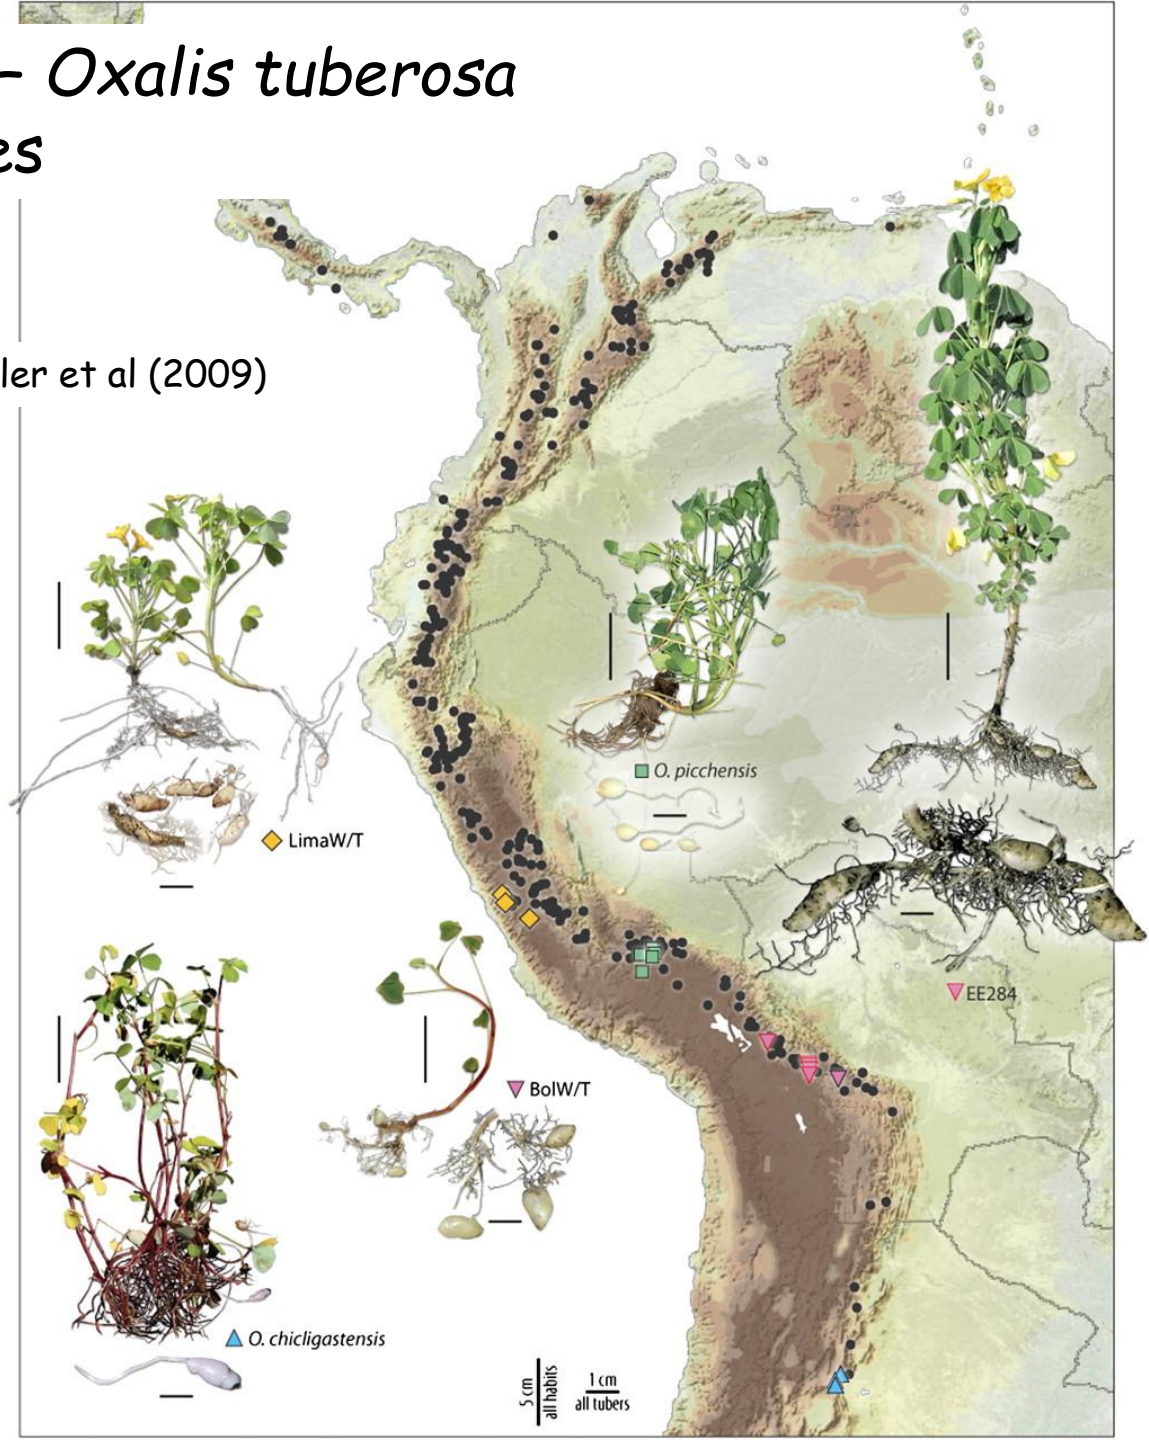 – Oxalis tuberosa
es
ler et al (2009)
O. picchensis
LimaW/T
EE284
BolW/T
O. chicligastensis
5 cm
all habits
1 cm
all tubers